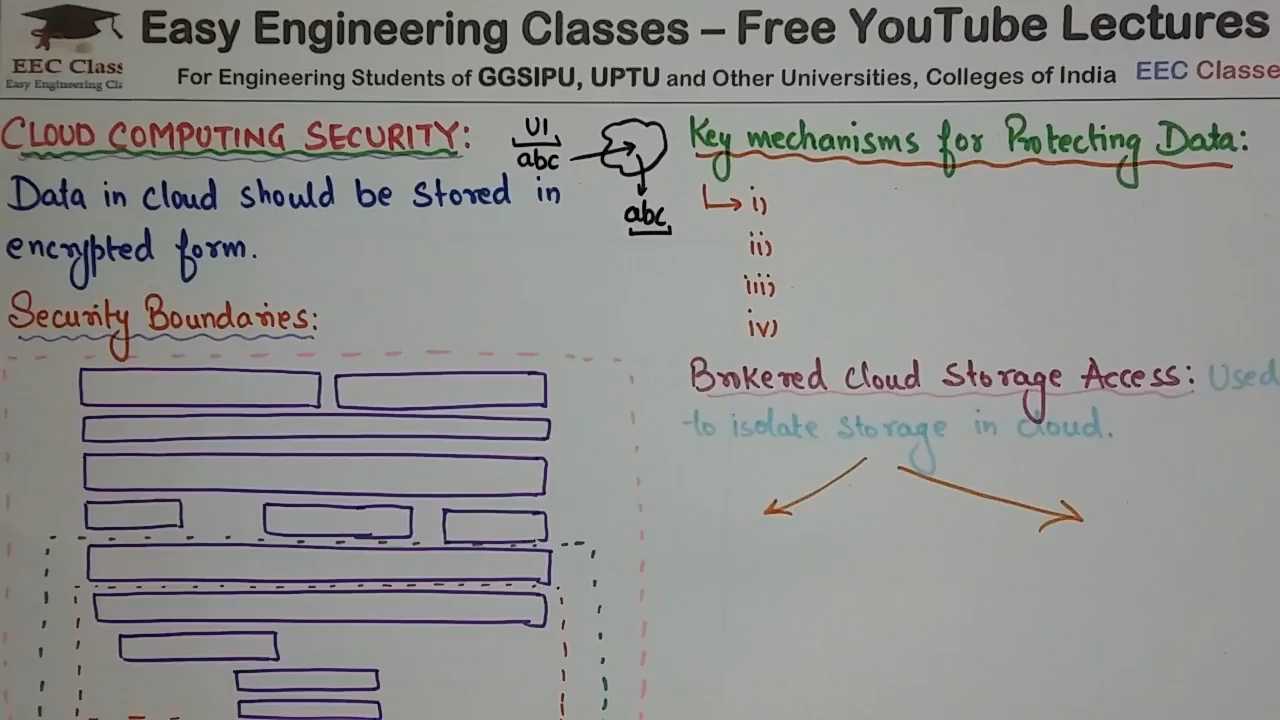 Easy Engineering Classes – Free YouTube Lectures
EEC Class
Easy Engineering Cla
For Engineering Students of GGSIPU, UPTU and Other Universities, Colleges of India
EEC Classe
CLOUD COMPUTING SECURITY:
U1
abc
abc
Data in cloud should be stored in
encrypted form.
Security Boundaries:
Key mechanisms for Protecting Data:
i)
ii)
iii)
iv)
Brokered Cloud Storage Access: Used
to isolate storage in cloud.